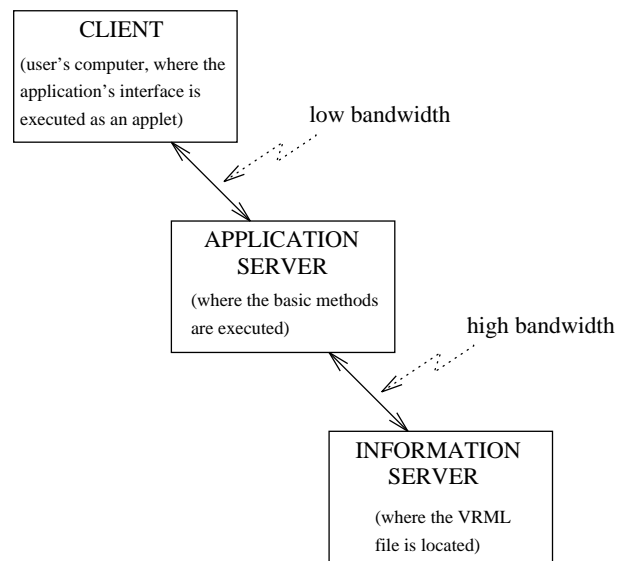 CLIENT
(user's computer, where the
application's interface is
executed as an applet)
low bandwidth
APPLICATION
SERVER
(where the basic methods
are executed)
high bandwidth
INFORMATION
SERVER
(where the VRML
file is located)